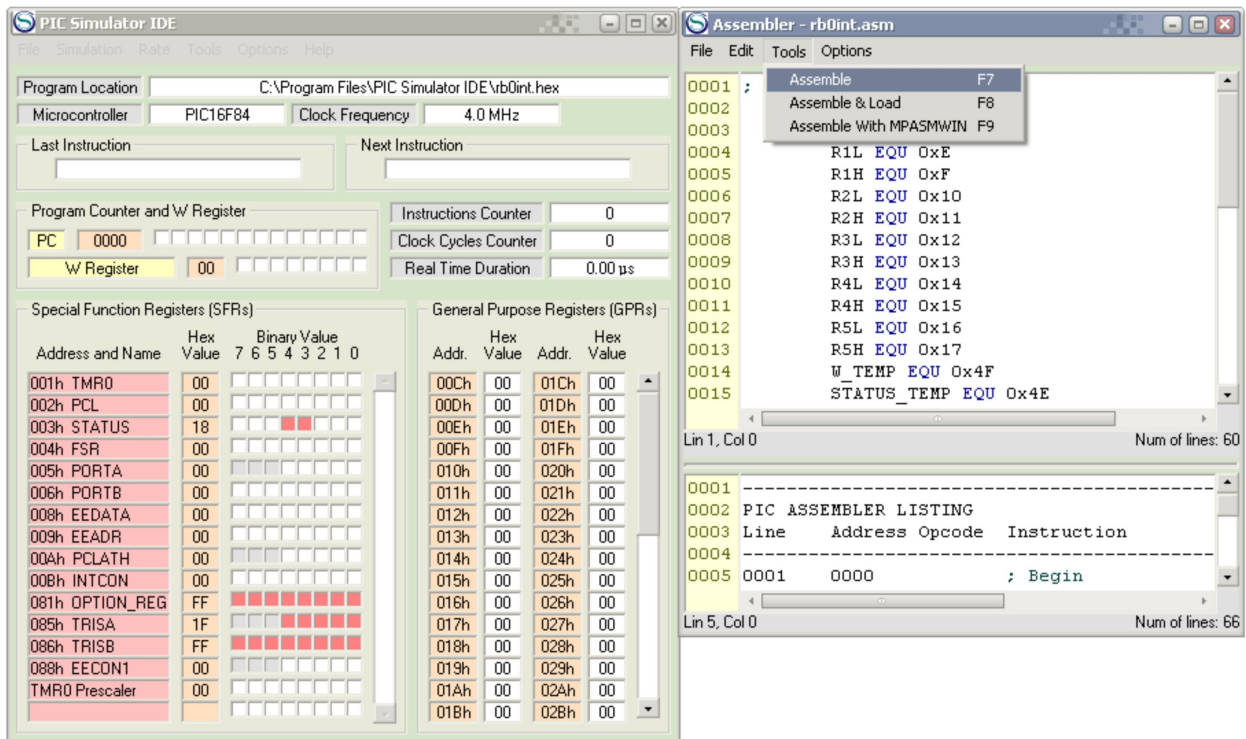 PIC Simulator IDE
File Simulation Rate Tools Options Help
Program Location C:\Program Files\PIC Simulator IDE\rb0int.hex
Microcontroller PIC16F84 Clock Frequency 4.0 MHz
Last Instruction Next Instruction
Program Counter and W Register
PC 0000
W Register 00
Instructions Counter 0
Clock Cycles Counter 0
Real Time Duration 0.00 µs
Special Function Registers (SFRs)
Hex Binary Value
Address and Name Value 7 6 5 4 3 2 1 0
001h TMR0 00
002h PCL 00
003h STATUS 18
004h FSR 00
005h PORTA 00
006h PORTB 00
008h EEDATA 00
009h EEADR 00
00Ah PCLATH 00
00Bh INTCON 00
081h OPTION_REG FF
085h TRISA 1F
086h TRISB FF
088h EECON1 00
TMR0 Prescaler 00
General Purpose Registers (GPRs)
Hex Hex
Addr. Value Addr. Value
00Ch 00 01Ch 00
00Dh 00 01Dh 00
00Eh 00 01Eh 00
00Fh 00 01Fh 00
010h 00 020h 00
011h 00 021h 00
012h 00 022h 00
013h 00 023h 00
014h 00 024h 00
015h 00 025h 00
016h 00 026h 00
017h 00 027h 00
018h 00 028h 00
019h 00 029h 00
01Ah 00 02Ah 00
01Bh 00 02Bh 00
Assembler - rb0int.asm
File Edit Tools Options
Assemble F7
Assemble & Load F8
Assemble With MPASMWIN F9
0001 ;
0002
0003
0004 R1L EQU 0xE
0005 R1H EQU 0xF
0006 R2L EQU 0x10
0007 R2H EQU 0x11
0008 R3L EQU 0x12
0009 R3H EQU 0x13
0010 R4L EQU 0x14
0011 R4H EQU 0x15
0012 R5L EQU 0x16
0013 R5H EQU 0x17
0014 W_TEMP EQU 0x4F
0015 STATUS_TEMP EQU 0x4E
Lin 1, Col 0 Num of lines: 60
0001 --------------------------------------------------
0002 PIC ASSEMBLER LISTING
0003 Line Address Opcode Instruction
0004 --------------------------------------------------
0005 0001 0000 ; Begin
Lin 5, Col 0 Num of lines: 66